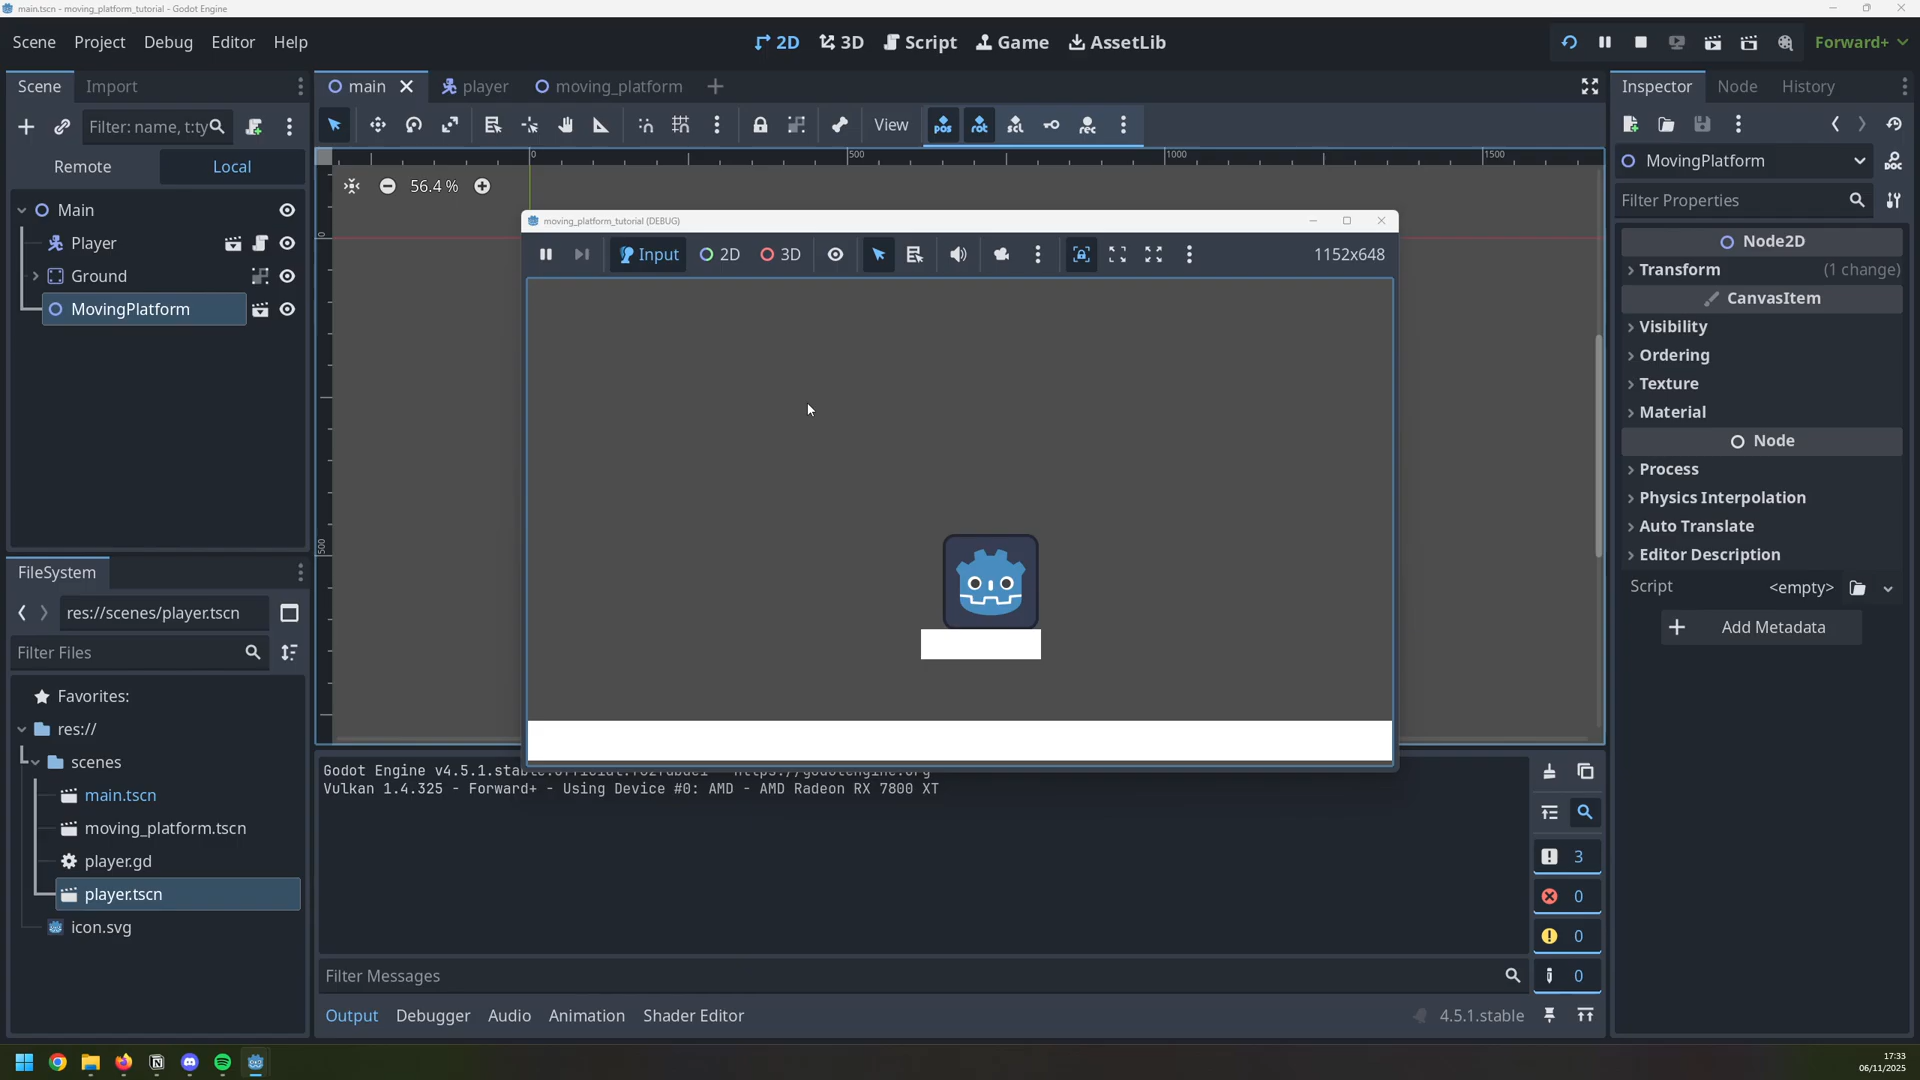 main.tscn - moving_platform_tutorial - Godot Engine
Scene Project Debug Editor Help
2D 3D Script Game AssetLib
Forward+
Scene Import
main player moving_platform
Inspector Node History
Filter: name, t:ty
View
Remote Local
56.4 %
0 500 1000 1500
0
500
Main
Player
Ground
MovingPlatform
moving_platform_tutorial (DEBUG)
Input 2D 3D
1152x648
MovingPlatform
Filter Properties
Node2D
Transform (1 change)
CanvasItem
Visibility
Ordering
Texture
Material
Node
Process
Physics Interpolation
Auto Translate
Editor Description
Script <empty>
Add Metadata
FileSystem
res://scenes/player.tscn
Filter Files
Favorites:
res://
scenes
main.tscn
moving_platform.tscn
player.gd
player.tscn
icon.svg
Godot Engine
Vulkan 1.4.325 - Forward+ - Using Device #0: AMD - AMD Radeon RX 7800 XT
3
0
0
0
Filter Messages
Output Debugger Audio Animation Shader Editor
4.5.1.stable
17:33
06/11/2025